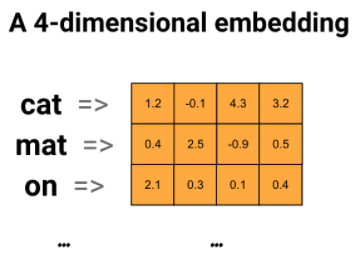 A 4-dimensional embedding
cat => 1.2 -0.1 4.3 3.2
mat => 0.4 2.5 -0.9 0.5
on => 2.1 0.3 0.1 0.4
... ...